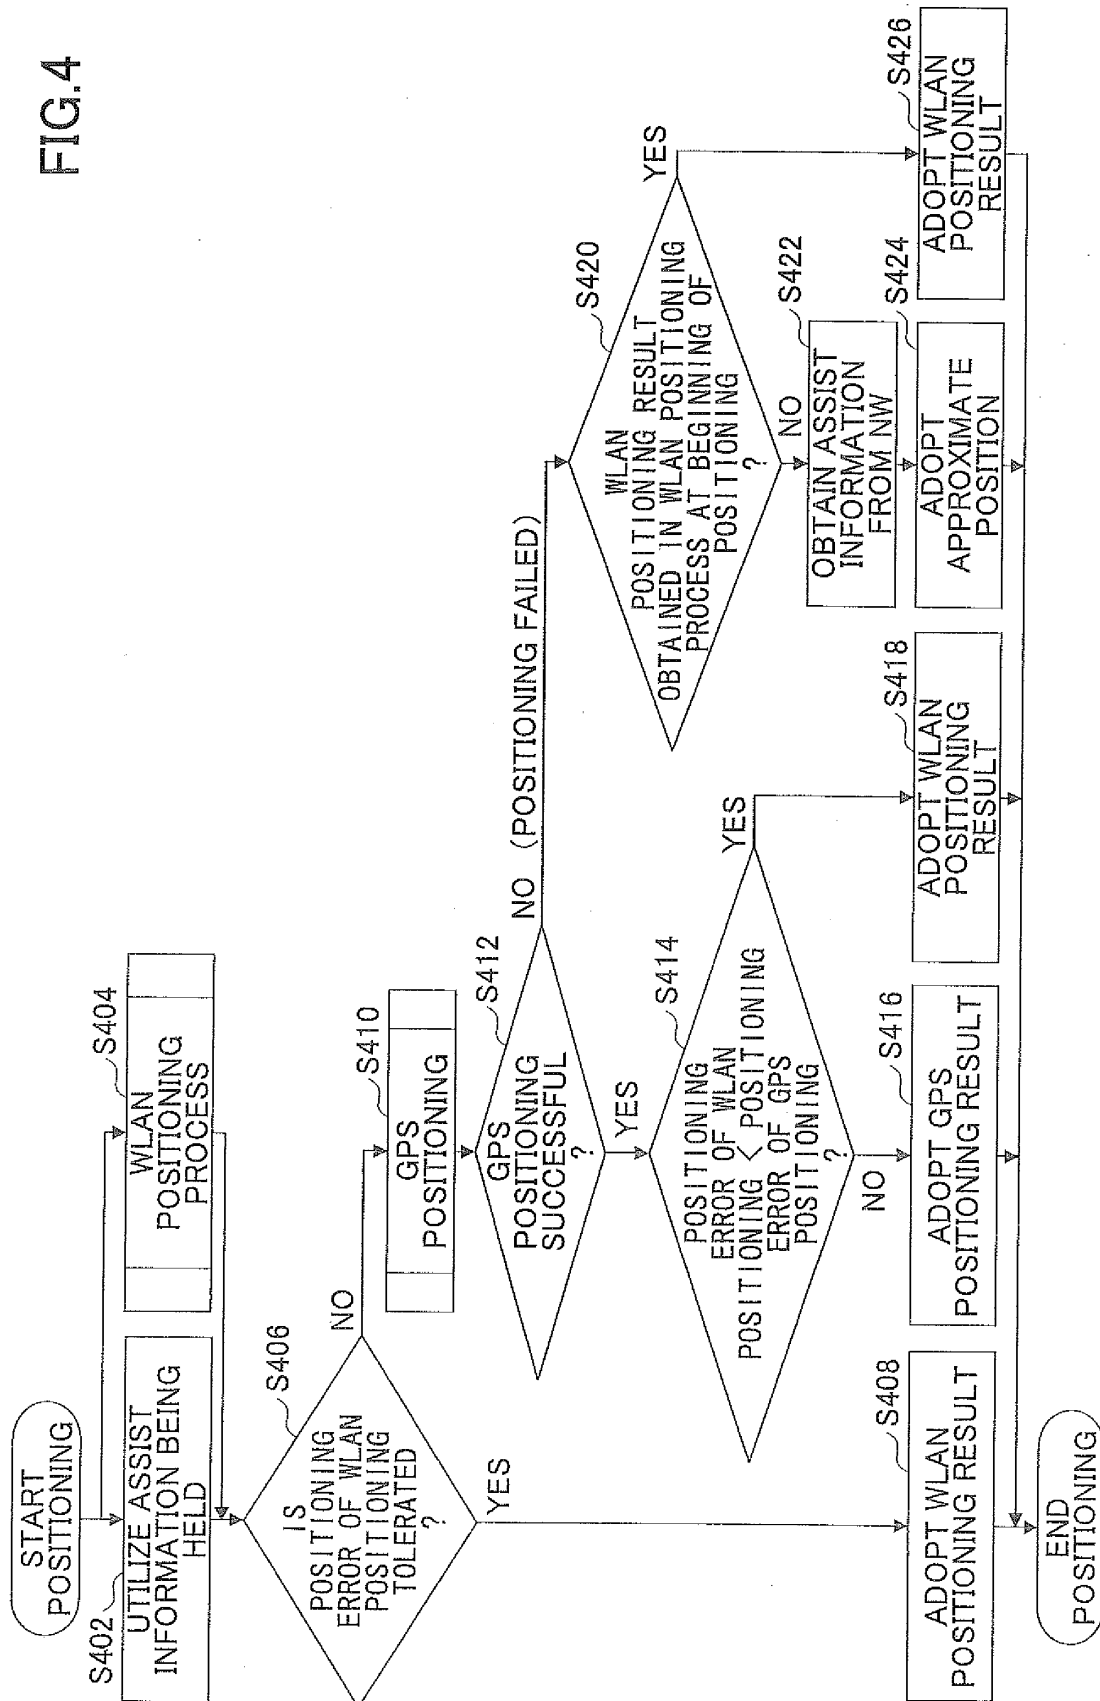 FIG.4
START
POSITIONING
S402
UTILIZE ASSIST
INFORMATION BEING
HELD
S404
WLAN
POSITIONING
PROCESS
S406
IS
POSITIONING
ERROR OF WLAN
POSITIONING
TOLERATED
?
NO
YES
S408
ADOPT WLAN
POSITIONING RESULT
S410
GPS
POSITIONING
S412
GPS
POSITIONING
SUCCESSFUL
?
NO (POSITIONING FAILED)
YES
S414
POSITIONING
ERROR OF WLAN
POSITIONING < POSITIONING
ERROR OF GPS
POSITIONING
?
YES
NO
S416
ADOPT GPS
POSITIONING RESULT
S418
ADOPT WLAN
POSITIONING
RESULT
S420
WLAN
POSITIONING RESULT
OBTAINED IN WLAN POSITIONING
PROCESS AT BEGINNING OF
POSITIONING
?
YES
NO
S422
OBTAIN ASSIST
INFORMATION
FROM NW
S424
ADOPT
APPROXIMATE
POSITION
S426
ADOPT WLAN
POSITIONING
RESULT
END
POSITIONING